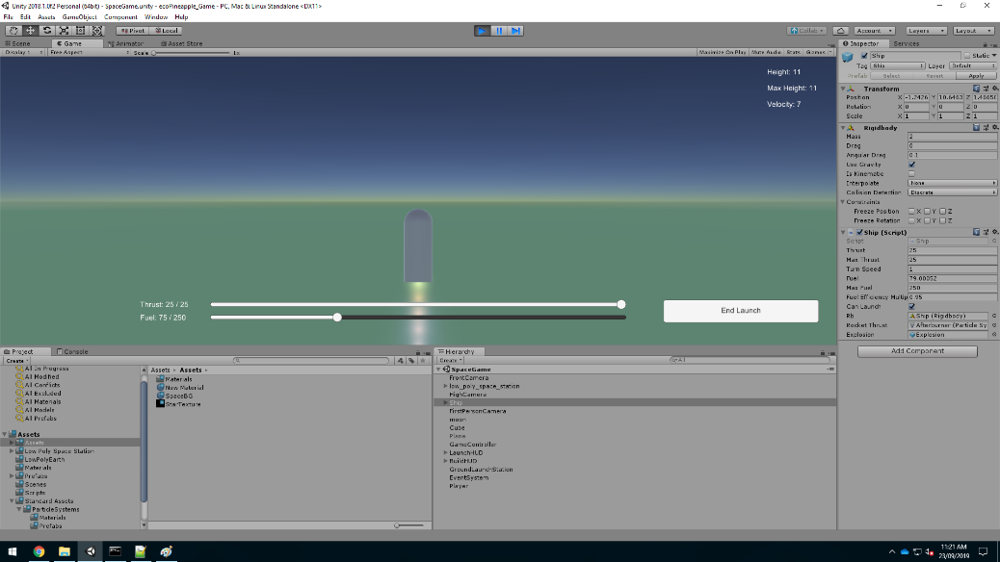 Unity 2018.1.0f2 Personal (64bit) - SpaceGame.unity - ecoPineapple_Game - PC, Mac & Linux Standalone <DX11>
File Edit Assets GameObject Component Window Help
Pivot Local Collab Account Layers Layout
Scene Game Animator Asset Store
Display Free Aspect Scale 1x Maximize On Play Mute Audio Stats Gizmos
Height: 11
Max Height: 11
Velocity: 7
Thrust: 25 / 25
Fuel: 75 / 250
End Launch
Inspector Services
Ship Static
Tag Ship Layer Default
Prefab Select Revert Apply
Transform
Position X -1.2426 Y 10.6463 Z
Rotation X 0 Y 0 Z 0
Scale X 1 Y 1 Z 1
Rigidbody
Mass 2
Drag 0
Angular Drag 0.1
Use Gravity
Is Kinematic
Interpolate None
Collision Detection Discrete
Constraints
Freeze Position X Y Z
Freeze Rotation X Y Z
Ship (Script)
Script Ship
Thrust 25
Max Thrust 25
Turn Speed 1
Fuel 79.00052
Max Fuel 250
Fuel Efficiency Multip 0.95
Can Launch
Rb Ship (Rigidbody)
Rocket Thrust Afterburner (Particle Sy
Explosion Explosion
Add Component
Project Console
Create
All In Progress
All Modified
All Conflicts
All Excluded
All Materials
All Models
All Prefabs
Assets
Assets
Low Poly Space Station
LowPolyEarth
Materials
Prefabs
Scenes
Scripts
Standard Assets
ParticleSystems
Materials
Prefabs
Assets Assets
Materials
New Material
SpaceBG
StarTexture
Hierarchy
Create All
SpaceGame
FrontCamera
low_poly_space_station
HighCamera
Ship
FirstPersonCamera
moon
Cube
Plane
GameController
LaunchHUD
BuildHUD
GroundLaunchStation
EventSystem
Player
11:21 AM
23/09/2019